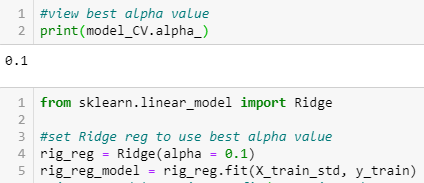 1 #view best alpha value
2 print(model_CV.alpha_)
0.1
1 from sklearn.linear_model import Ridge
2
3 #set Ridge reg to use best alpha value
4 rig_reg = Ridge(alpha = 0.1)
5 rig_reg_model = rig_reg.fit(X_train_std, y_train)